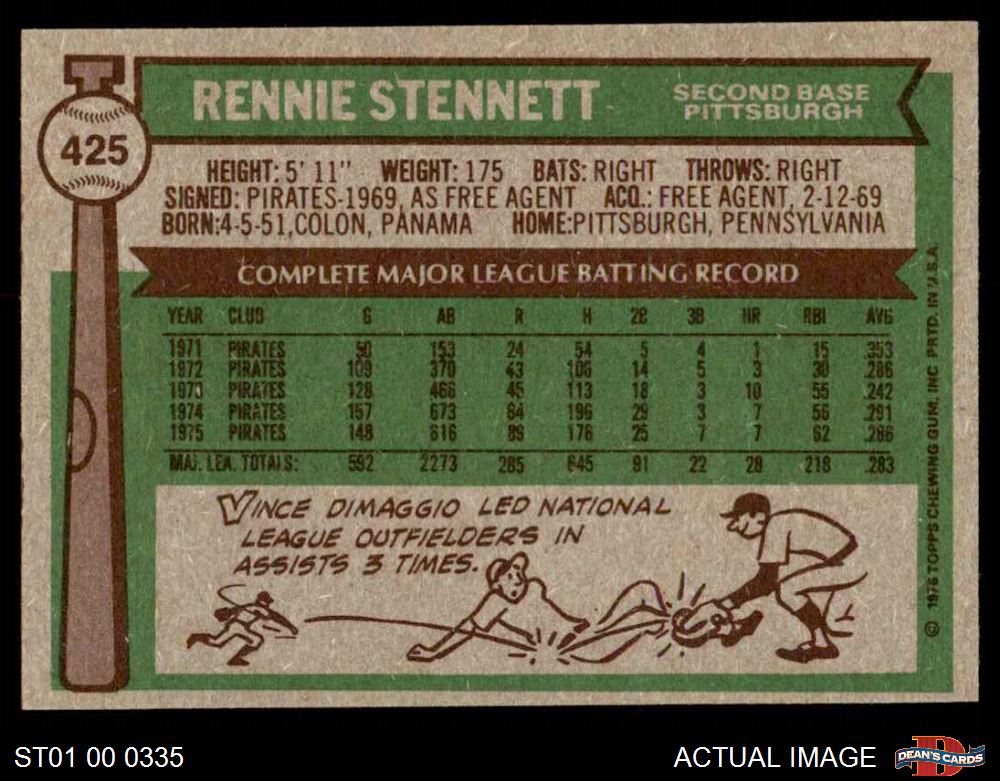 T
425
RENNIE STENNETT
SECOND BASE
PITTSBURGH
HEIGHT: 5' 11" WEIGHT: 175 BATS: RIGHT THROWS: RIGHT
SIGNED: PIRATES-1969, AS FREE AGENT ACQ.: FREE AGENT, 2-12-69
BORN:4-5-51,COLON, PANAMA HOME:PITTSBURGH, PENNSYLVANIA
COMPLETE MAJOR LEAGUE BATTING RECORD
YEAR CLUB G AB R H 2B 3B HR RBI AVG
1971 PIRATES 50 153 24 54 5 4 1 15 .353
1972 PIRATES 109 370 43 106 14 5 3 30 .286
1973 PIRATES 128 466 45 113 18 3 10 55 .242
1974 PIRATES 157 673 84 196 29 3 7 56 .291
1975 PIRATES 148 616 89 176 25 7 7 62 .286
MAJ. LEA. TOTALS: 592 2278 285 645 91 22 28 218 .283
VINCE DIMAGGIO LED NATIONAL
LEAGUE OUTFIELDERS IN
ASSISTS 3 TIMES.
© 1976 TOPPS CHEWING GUM, INC PRTD. IN U.S.A.
ST01 00 0335
ACTUAL IMAGE
D
DEAN'S CARDS